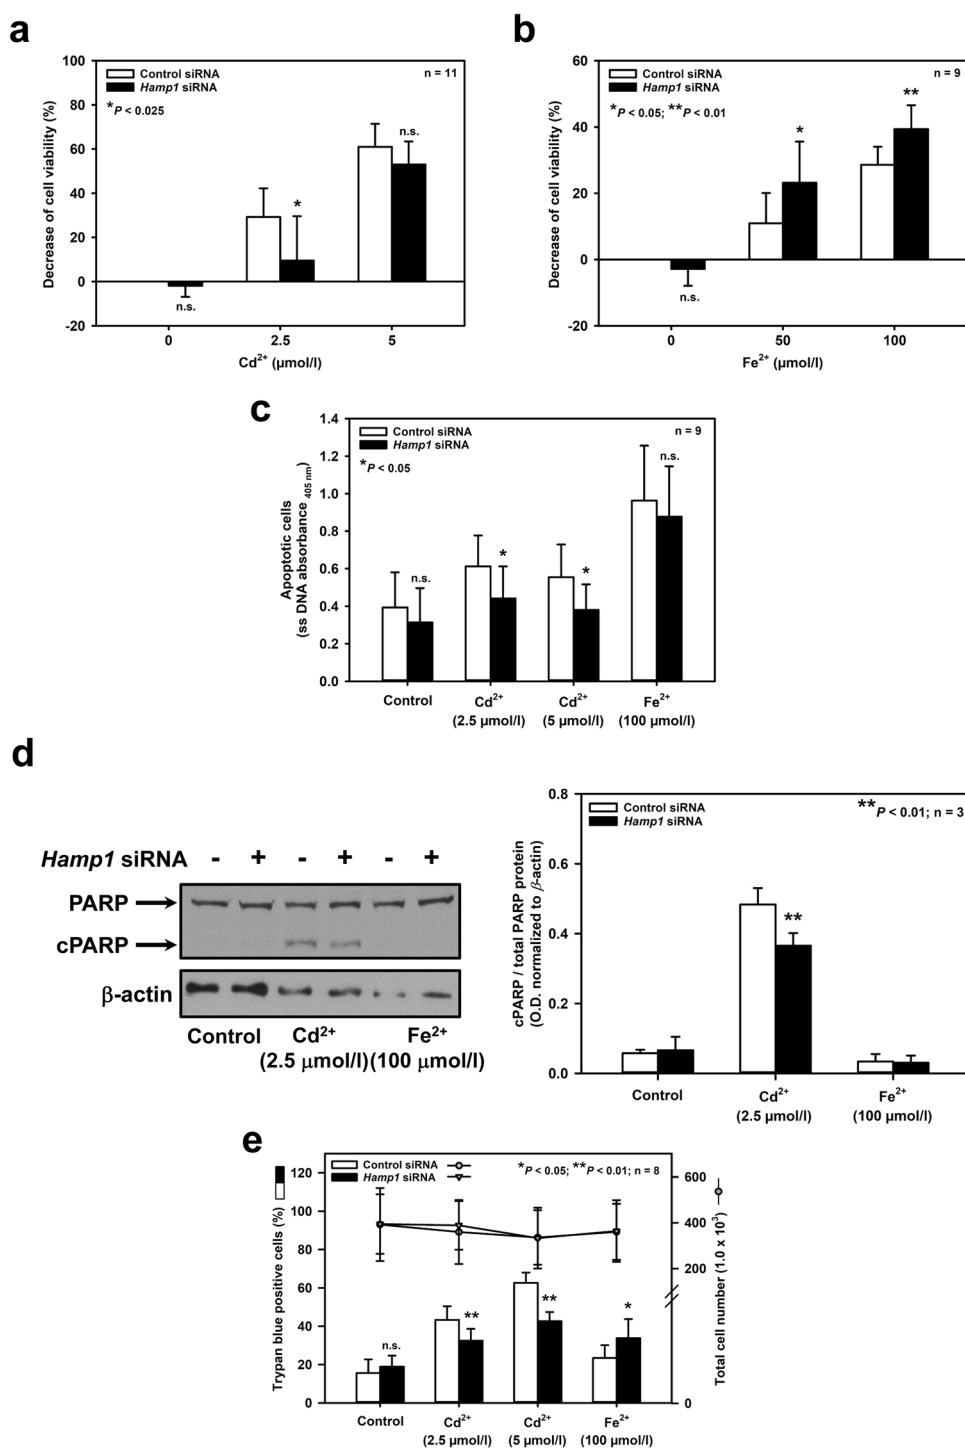 a
100
80
60
40
20
0
-20
Decrease of cell viability (%)
Control siRNA
Hamp1 siRNA
n = 11
*P < 0.025
n.s.
*
n.s.
0
2.5
5
Cd2+ (µmol/l)
b
60
40
20
0
-20
Decrease of cell viability (%)
Control siRNA
Hamp1 siRNA
n = 9
*P < 0.05; **P < 0.01
n.s.
*
**
0
50
100
Fe2+ (µmol/l)
c
1.4
1.2
1.0
0.8
0.6
0.4
0.2
0.0
Apoptotic cells
(ss DNA absorbance 405 nm)
Control siRNA
Hamp1 siRNA
n = 9
*P < 0.05
n.s.
*
*
n.s.
Control
Cd2+
(2.5 µmol/l)
Cd2+
(5 µmol/l)
Fe2+
(100 µmol/l)
d
Hamp1 siRNA - + - + - +
PARP
cPARP
β-actin
Control
Cd2+
(2.5 µmol/l)
Fe2+
(100 µmol/l)
0.8
0.6
0.4
0.2
0.0
cPARP / total PARP protein
(O.D. normalized to β-actin)
Control siRNA
Hamp1 siRNA
**P < 0.01; n = 3
**
Control
Cd2+
(2.5 µmol/l)
Fe2+
(100 µmol/l)
e
120
100
80
60
40
20
0
Trypan blue positive cells (%)
Control siRNA
Hamp1 siRNA
*P < 0.05; **P < 0.01; n = 8
n.s.
**
**
*
600
400
200
0
Total cell number (1.0 x 103)
Control
Cd2+
(2.5 µmol/l)
Cd2+
(5 µmol/l)
Fe2+
(100 µmol/l)